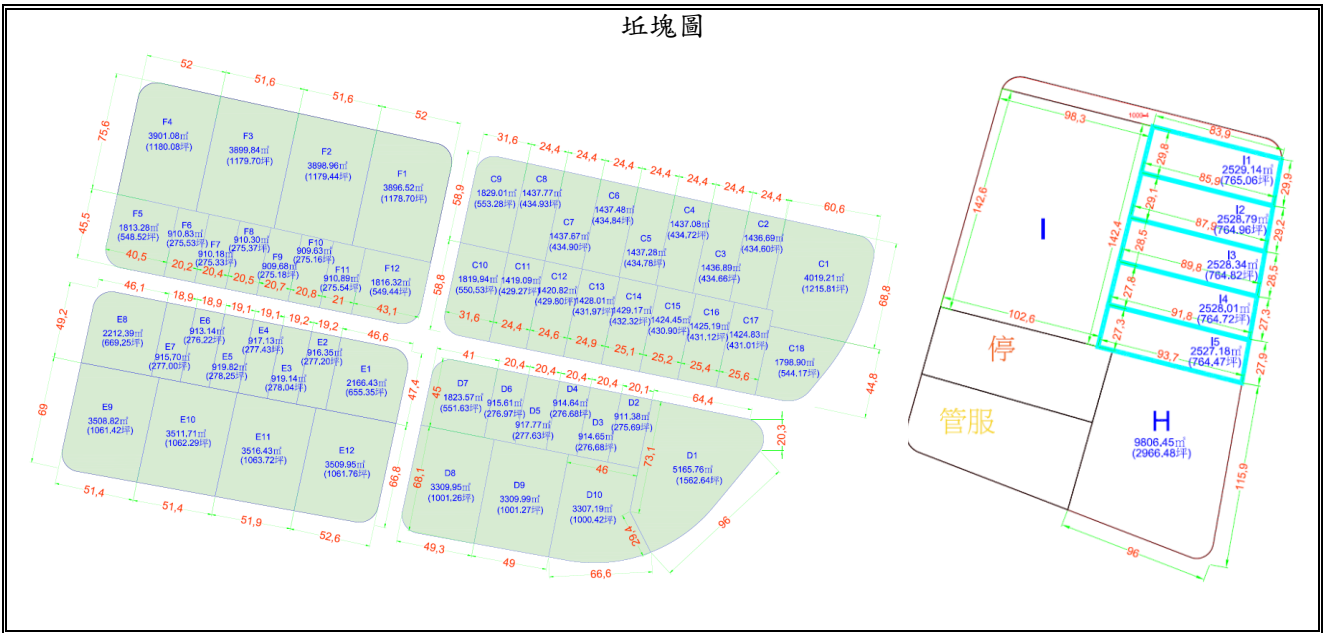 坵塊圖
52
51,6
51,6
52
75,6
45,5
58,9
F4
3901.08㎡
(1180.08坪)
F3
3899.84㎡
(1179.70坪)
F2
3898.96㎡
(1179.44坪)
F1
3896.52㎡
(1178.70坪)
F5
1813.28㎡
(548.52坪)
F6
910.83㎡
(275.53坪)
F7
910.18㎡
(275.33坪)
F8
910.30㎡
(275.37坪)
F9
909.68㎡
(275.18坪)
F10
909.63㎡
(275.16坪)
F11
910.89㎡
(275.54坪)
F12
1816.32㎡
(549.44坪)
40,5
20,2
20,4
20,5
20,7
20,8
21
43,1
31,6
24,4
24,4
24,4
24,4
24,4
24,4
60,6
58,8
68,8
44,8
C9
1829.01㎡
(553.28坪)
C8
1437.77㎡
(434.93坪)
C7
1437.67㎡
(434.90坪)
C6
1437.48㎡
(434.84坪)
C5
1437.28㎡
(434.78坪)
C4
1437.08㎡
(434.72坪)
C3
1436.89㎡
(434.66坪)
C2
1436.69㎡
(434.60坪)
C1
4019.21㎡
(1215.81坪)
C10
1819.94㎡
(550.53坪)
C11
1419.09㎡
(429.27坪)
C12
1420.82㎡
(429.80坪)
C13
1428.01㎡
(431.97坪)
C14
1429.17㎡
(432.32坪)
C15
1424.45㎡
(430.90坪)
C16
1425.19㎡
(431.12坪)
C17
1424.83㎡
(431.01坪)
C18
1798.90㎡
(544.17坪)
31,6
24,4
24,6
24,9
25,1
25,2
25,4
25,6
46,1
18,9
18,9
19,1
19,1
19,2
19,2
46,6
49,2
69
47,4
66,8
E8
2212.39㎡
(669.25坪)
E7
915.70㎡
(277.00坪)
E6
913.14㎡
(276.22坪)
E5
919.82㎡
(278.25坪)
E4
917.13㎡
(277.43坪)
E3
919.14㎡
(278.04坪)
E2
916.35㎡
(277.20坪)
E1
2166.43㎡
(655.35坪)
E9
3508.82㎡
(1061.42坪)
E10
3511.71㎡
(1062.29坪)
E11
3516.43㎡
(1063.72坪)
E12
3509.95㎡
(1061.76坪)
51,4
51,4
51,9
52,6
41
20,4
20,4
20,4
20,4
20,1
64,4
45
68,1
D7
1823.57㎡
(551.63坪)
D6
915.61㎡
(276.97坪)
D5
917.77㎡
(277.63坪)
D4
914.64㎡
(276.68坪)
D3
914.65㎡
(276,68坪)
D2
911.38㎡
(275.69坪)
D1
5165.76㎡
(1562.64坪)
D8
3309.95㎡
(1001,26坪)
D9
3309.99㎡
(1001.27坪)
D10
3307.19㎡
(1000.42坪)
46
73,1
29,4
20,3
96
49,3
49
66,6
98,3
83,9
142,6
142,4
102,6
I
停
管服
I1
2529.14㎡
(765.06坪)
I2
2528.79㎡
(764.96坪)
I3
2528.34㎡
(764.82坪)
I4
2528.01㎡
(764.72坪)
I5
2527.18㎡
(764.47坪)
29,8
29,1
28,5
27,8
27,3
85,9
87,9
89,8
91,8
93,7
29,9
29,2
28,5
27,3
27,9
H
9806.45㎡
(2966.48坪)
115,9
96